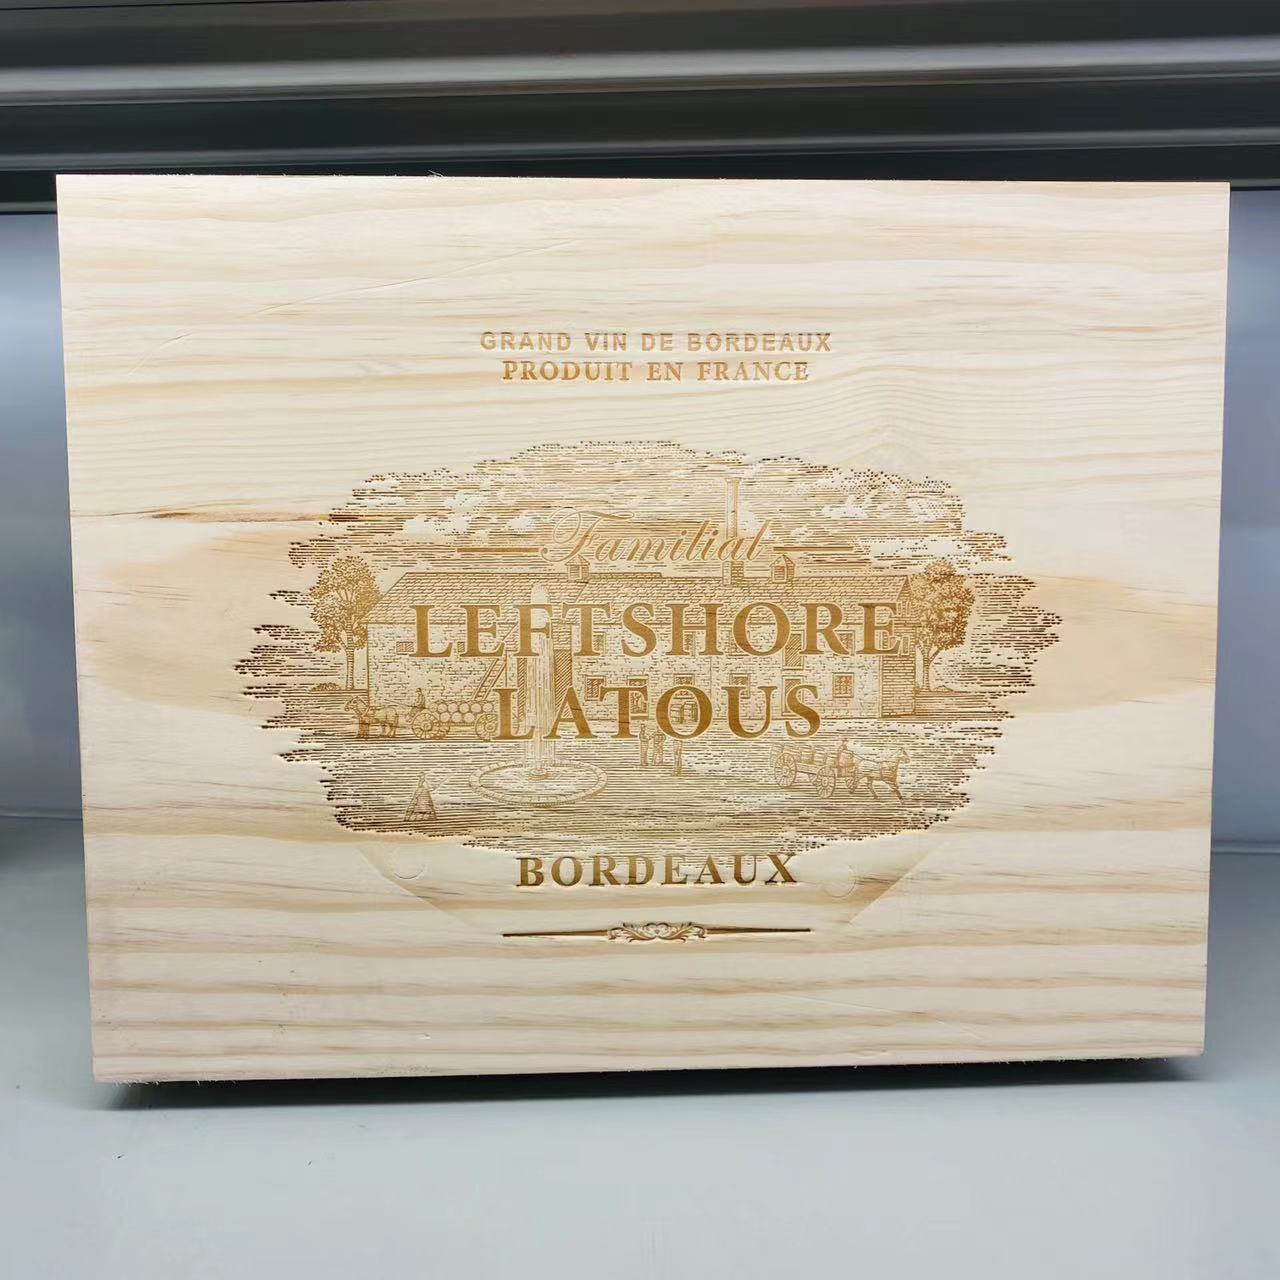 GRAND VIN DE BORDEAUX
PRODUIT EN FRANCE
Familial
LEFTSHORE
LATOUS
BORDEAUX